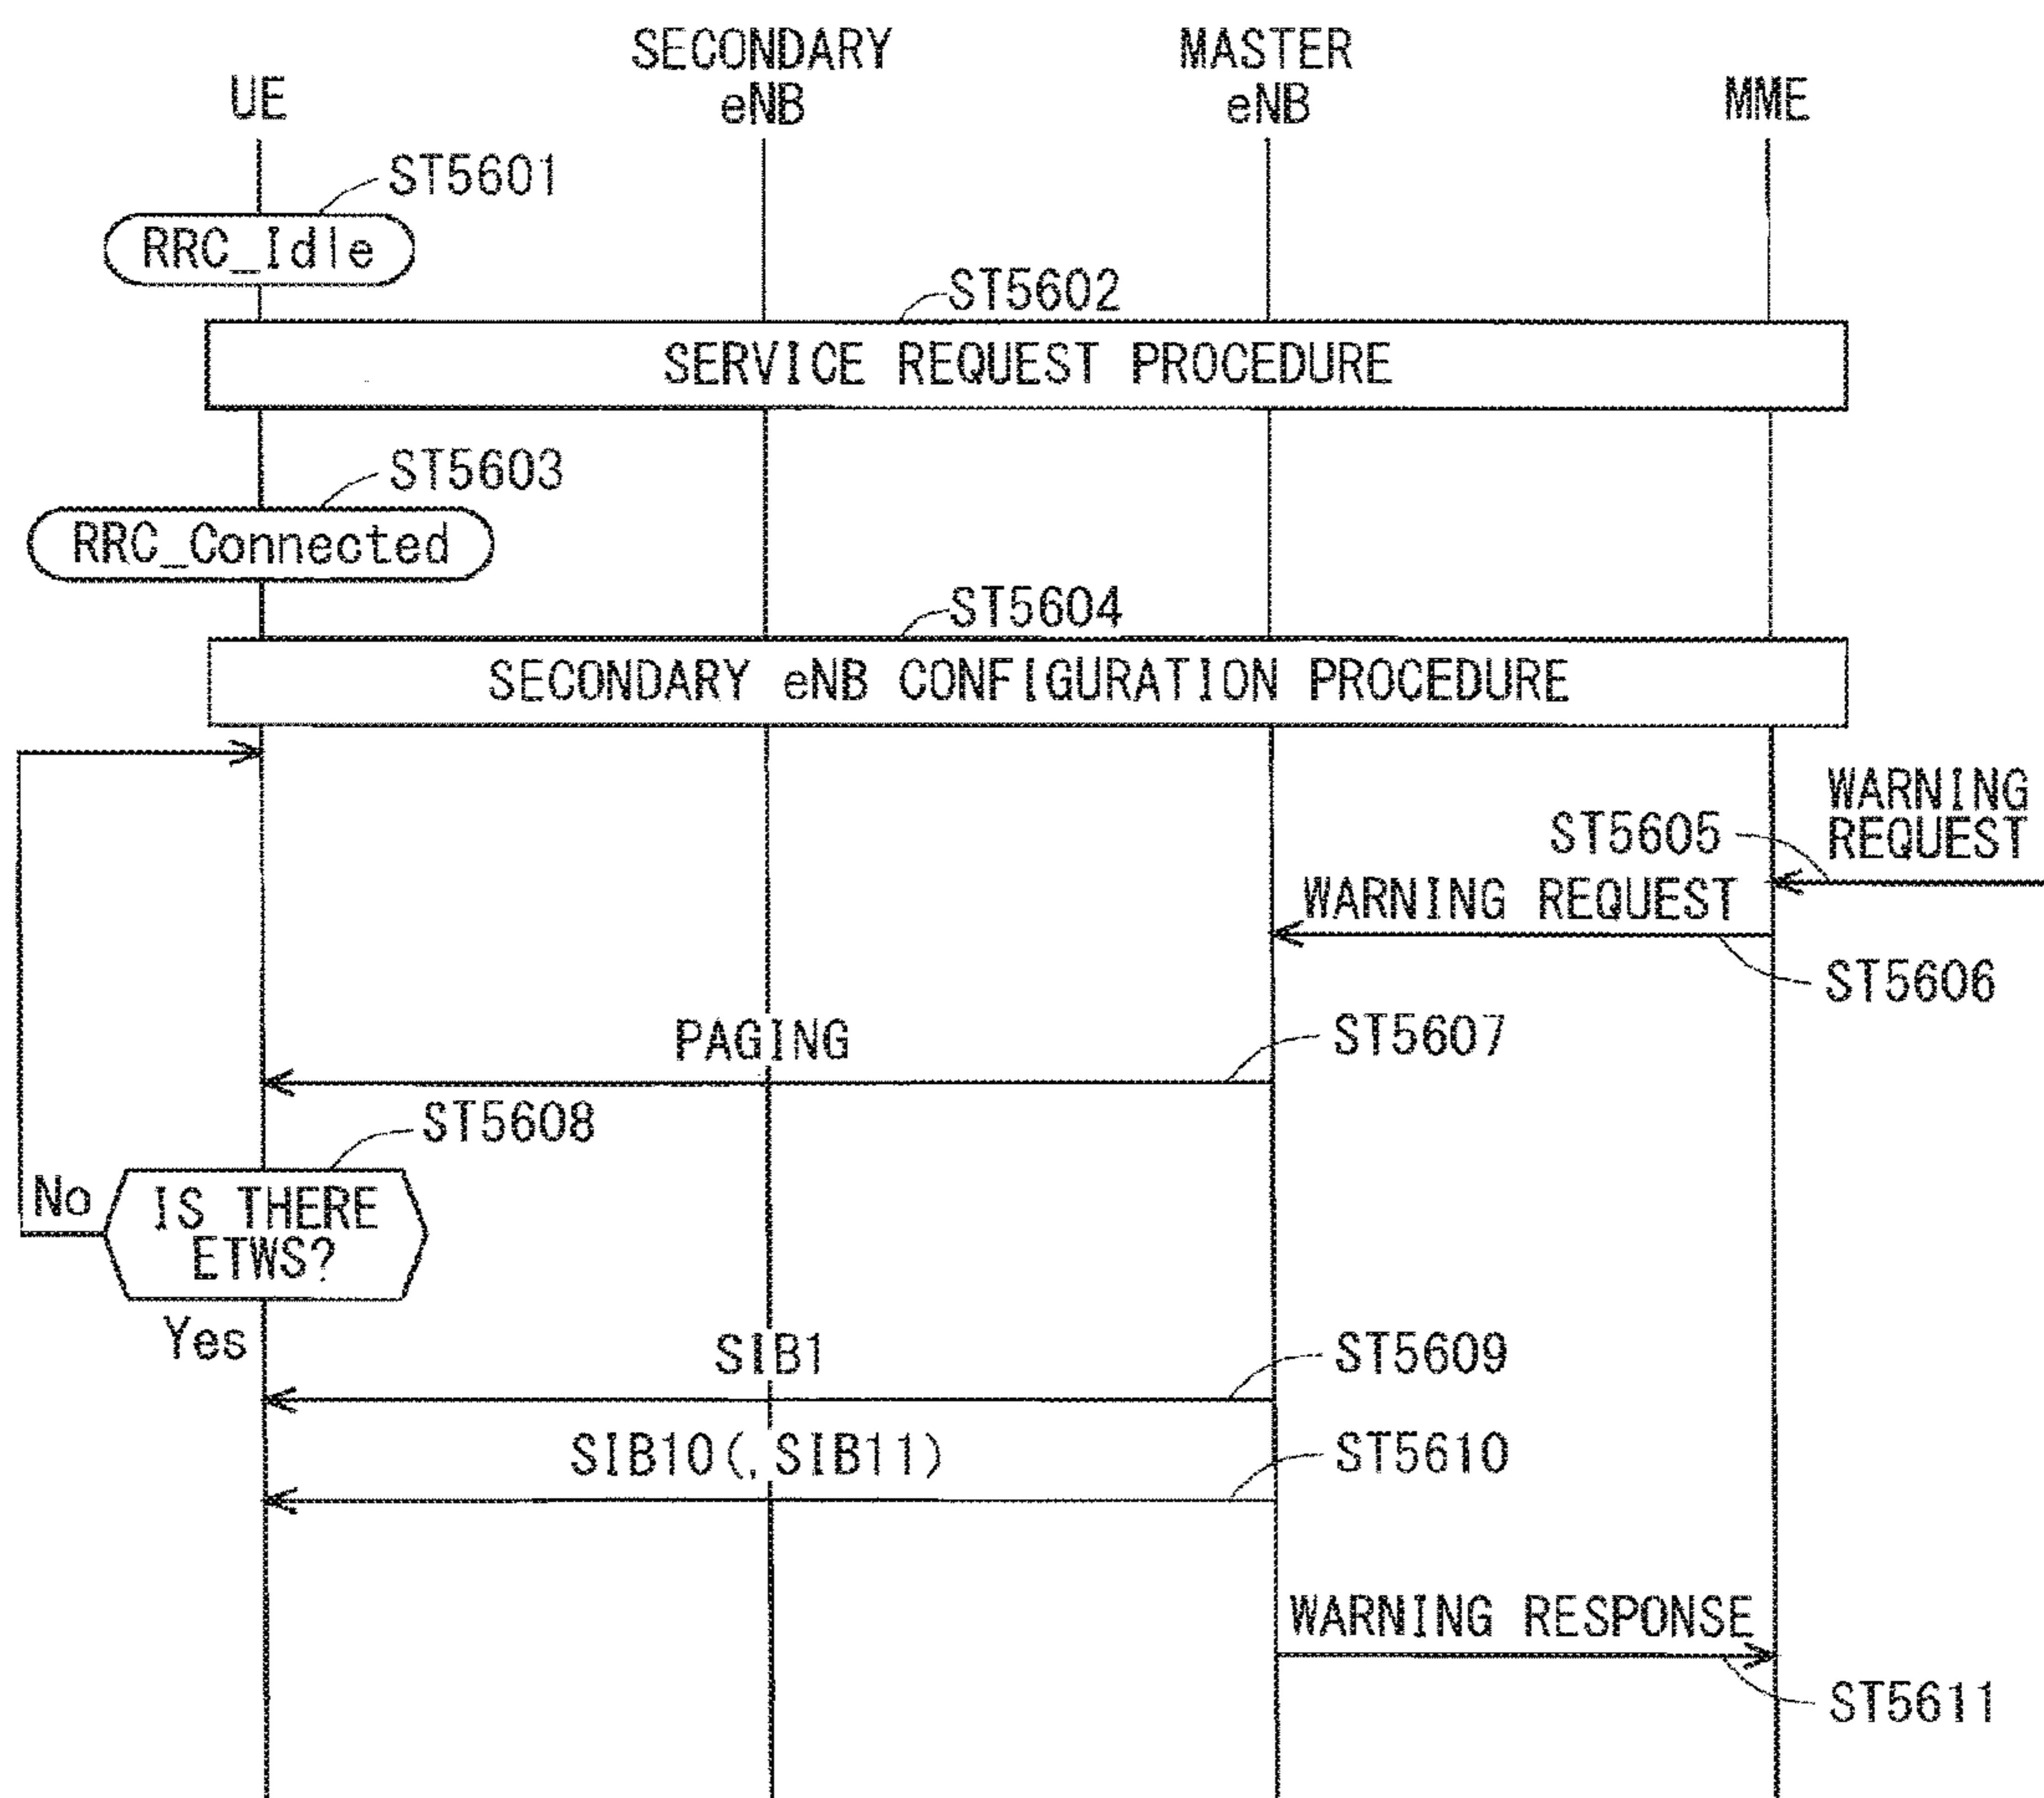 UE
SECONDARY
eNB
MASTER
eNB
MME
ST5601
RRC_Idle
ST5602
SERVICE REQUEST PROCEDURE
ST5603
RRC_Connected
ST5604
SECONDARY eNB CONFIGURATION PROCEDURE
WARNING
REQUEST
ST5605
WARNING REQUEST
ST5606
PAGING
ST5607
ST5608
No
IS THERE
ETWS?
Yes
SIB1
ST5609
SIB10(,SIB11)
ST5610
WARNING RESPONSE
ST5611